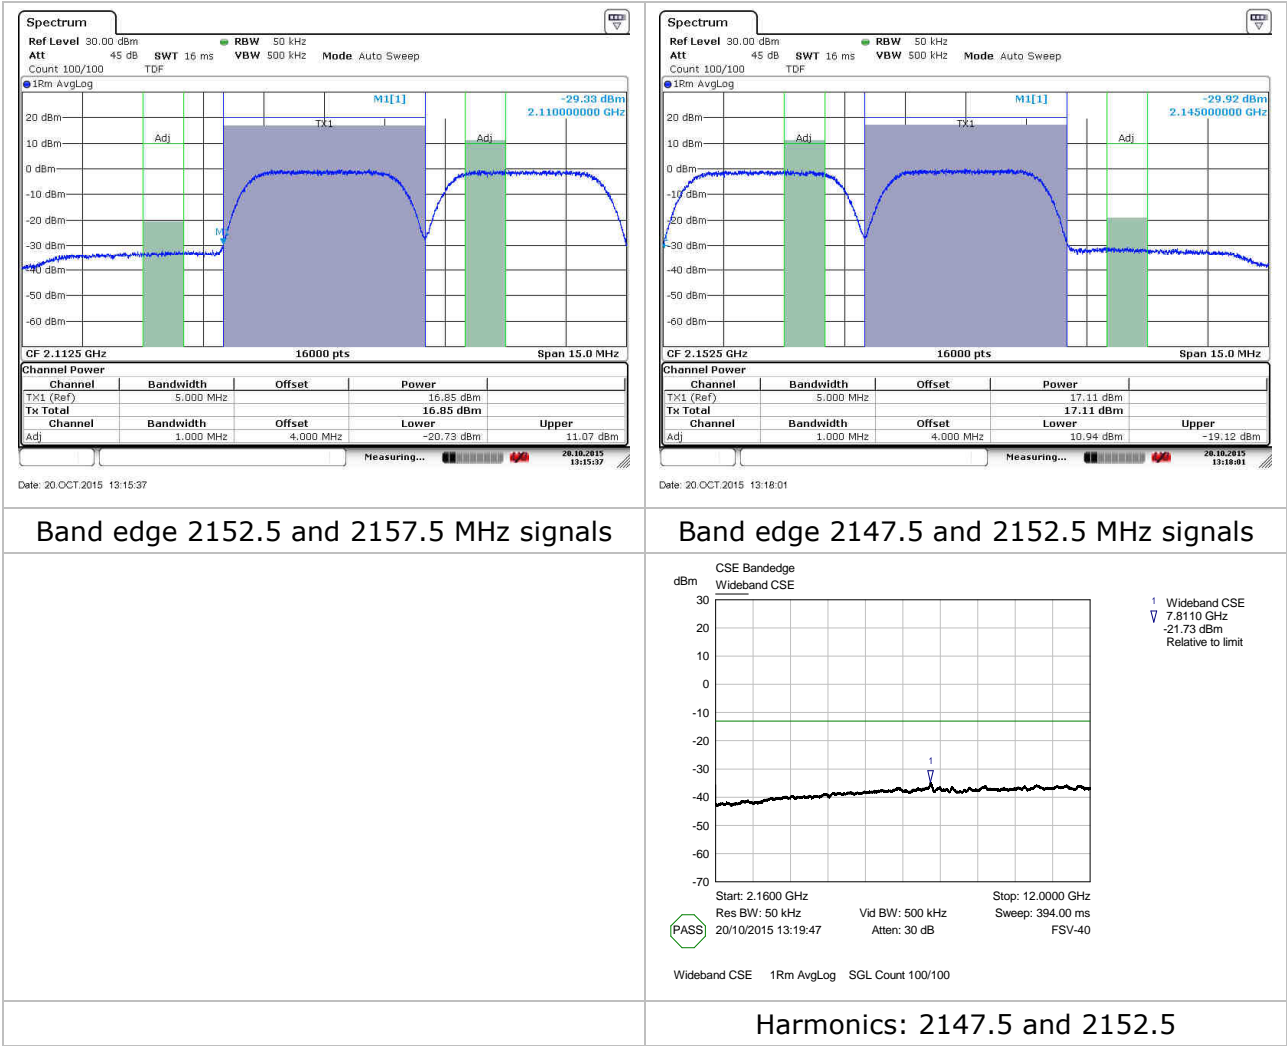 Spectrum
Ref Level 30.00 dBm RBW 50 kHz
Att 45 dB SWT 16 ms VBW 500 kHz Mode Auto Sweep
Count 100/100 TDF
1Rm AvgLog
M1[1] -29.33 dBm
2.110000000 GHz
20 dBm
10 dBm
0 dBm
-10 dBm
-20 dBm
-30 dBm
-40 dBm
-50 dBm
-60 dBm
Adj
TX1
Adj
M
CF 2.1125 GHz 16000 pts Span 15.0 MHz
Channel Power
Channel Bandwidth Offset Power
TX1 (Ref) 5.000 MHz 16.85 dBm
Tx Total 16.85 dBm
Channel Bandwidth Offset Lower Upper
Adj 1.000 MHz 4.000 MHz -20.73 dBm 11.07 dBm
Measuring... 20.10.2015
13:15:37
Date: 20.OCT.2015 13:15:37
Spectrum
Ref Level 30.00 dBm RBW 50 kHz
Att 45 dB SWT 16 ms VBW 500 kHz Mode Auto Sweep
Count 100/100 TDF
1Rm AvgLog
M1[1] -29.92 dBm
2.145000000 GHz
20 dBm
10 dBm
0 dBm
-10 dBm
-20 dBm
-30 dBm
-40 dBm
-50 dBm
-60 dBm
Adj
TX1
Adj
CF 2.1525 GHz 16000 pts Span 15.0 MHz
Channel Power
Channel Bandwidth Offset Power
TX1 (Ref) 5.000 MHz 17.11 dBm
Tx Total 17.11 dBm
Channel Bandwidth Offset Lower Upper
Adj 1.000 MHz 4.000 MHz 10.94 dBm -19.12 dBm
Measuring... 20.10.2015
13:18:01
Date: 20.OCT.2015 13:18:01
Band edge 2152.5 and 2157.5 MHz signals
Band edge 2147.5 and 2152.5 MHz signals
CSE Bandedge
dBm Wideband CSE
30
20
10
0
-10
-20
-30
-40
-50
-60
-70
1
1 Wideband CSE
7.8110 GHz
-21.73 dBm
Relative to limit
Start: 2.1600 GHz Stop: 12.0000 GHz
Res BW: 50 kHz Vid BW: 500 kHz Sweep: 394.00 ms
PASS 20/10/2015 13:19:47 Atten: 30 dB FSV-40
Wideband CSE 1Rm AvgLog SGL Count 100/100
Harmonics: 2147.5 and 2152.5